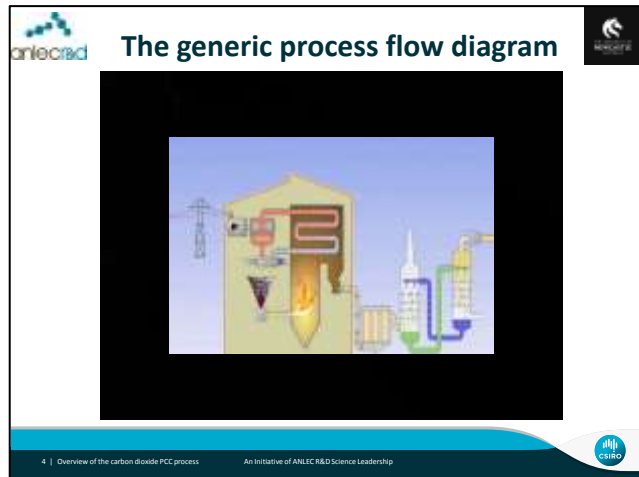 anlecr&d
The generic process flow diagram
4 | Overview of the carbon dioxide PCC process
An Initiative of ANLEC R&D Science Leadership
CSIRO